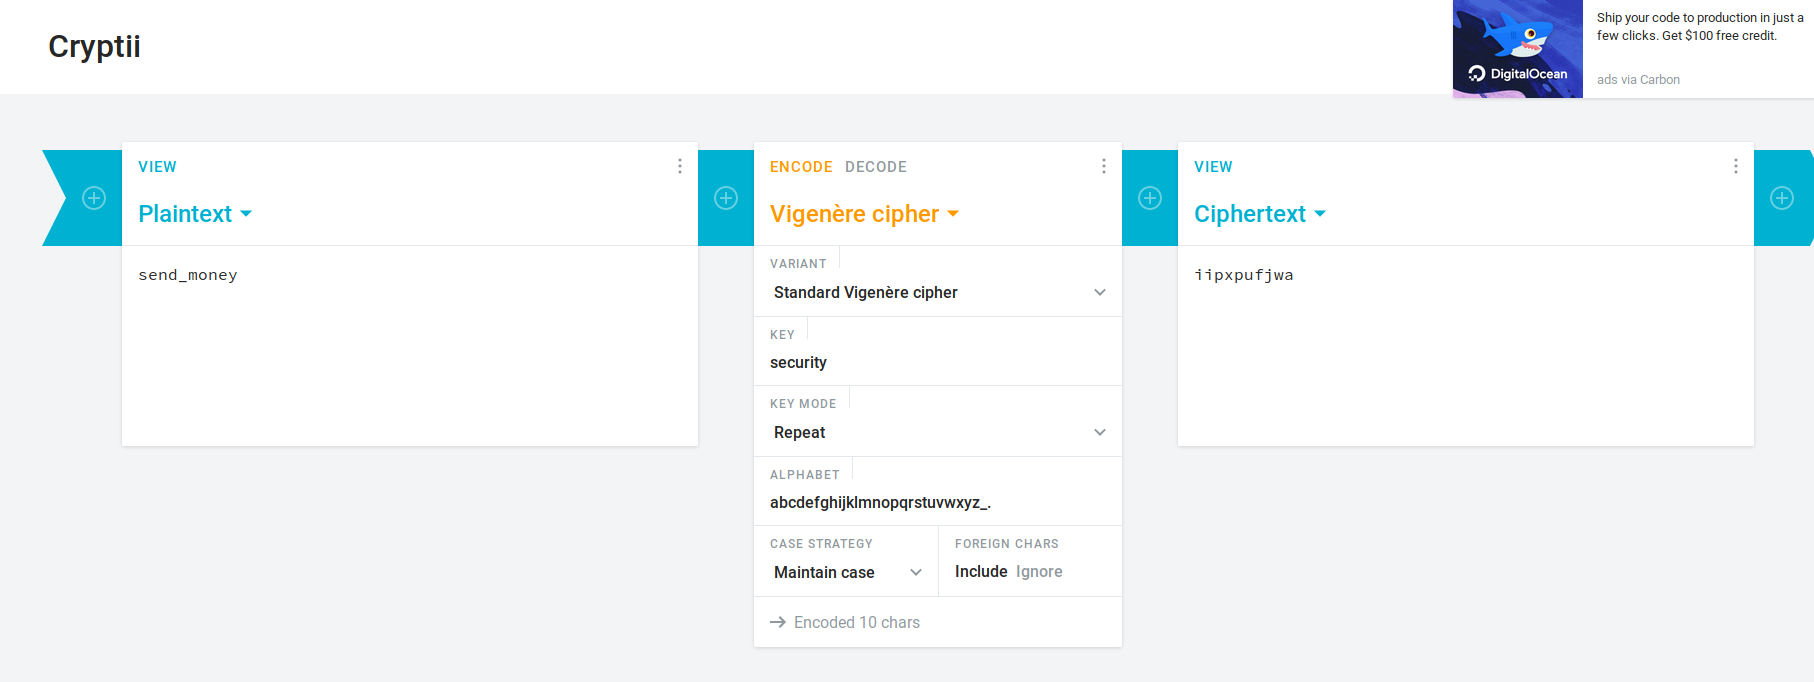 Cryptii
DigitalOcean
Ship your code to production in just a
few clicks. Get $100 free credit.
ads via Carbon
VIEW
Plaintext
send_money
ENCODE DECODE
Vigenère cipher
VARIANT
Standard Vigenère cipher
KEY
security
KEY MODE
Repeat
ALPHABET
abcdefghijklmnopqrstuvwxyz_.
CASE STRATEGY
Maintain case
FOREIGN CHARS
Include Ignore
→ Encoded 10 chars
VIEW
Ciphertext
iipxpufjwa